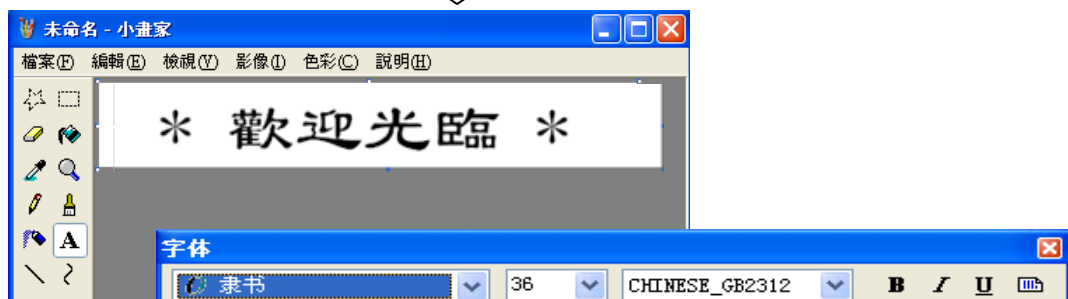 未命名 - 小畫家
檔案(F) 編輯(E) 檢視(V) 影像(I) 色彩(C) 說明(H)
* 歡迎光臨 *
A
字体
隶书 36 CHINESE_GB2312 B I U